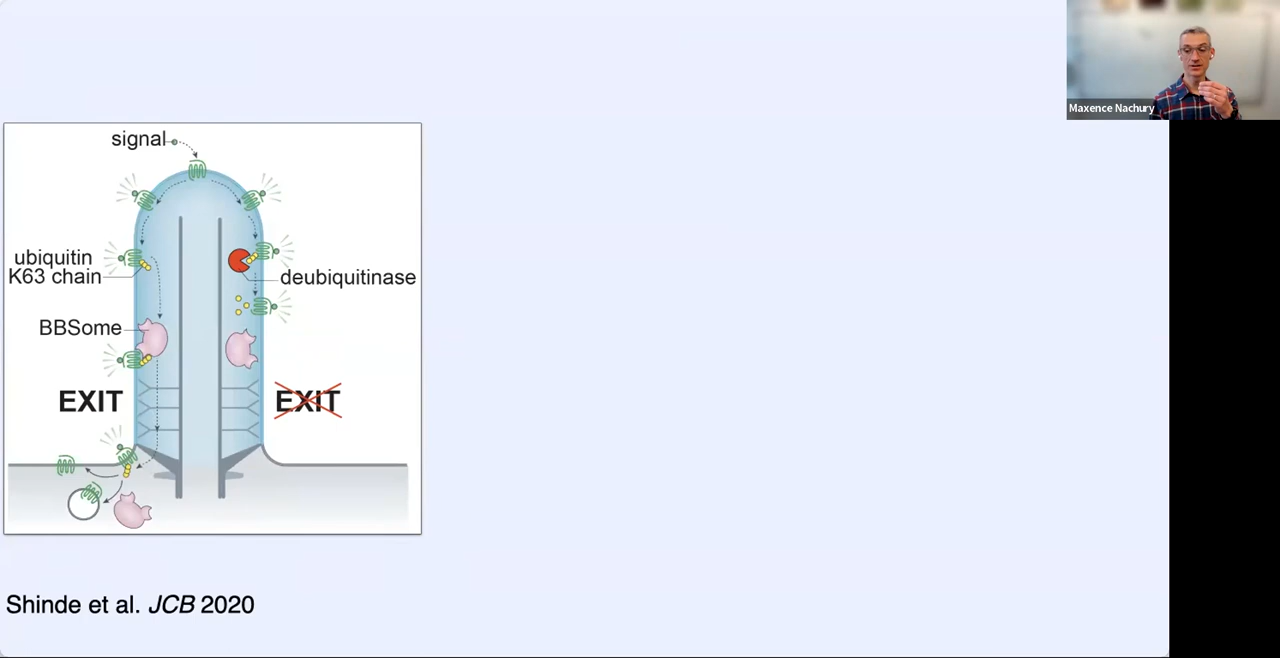 Maxence Nachury
signal
ubiquitin
K63 chain
deubiquitinase
BBSome
EXIT
EXIT
Shinde et al. JCB 2020